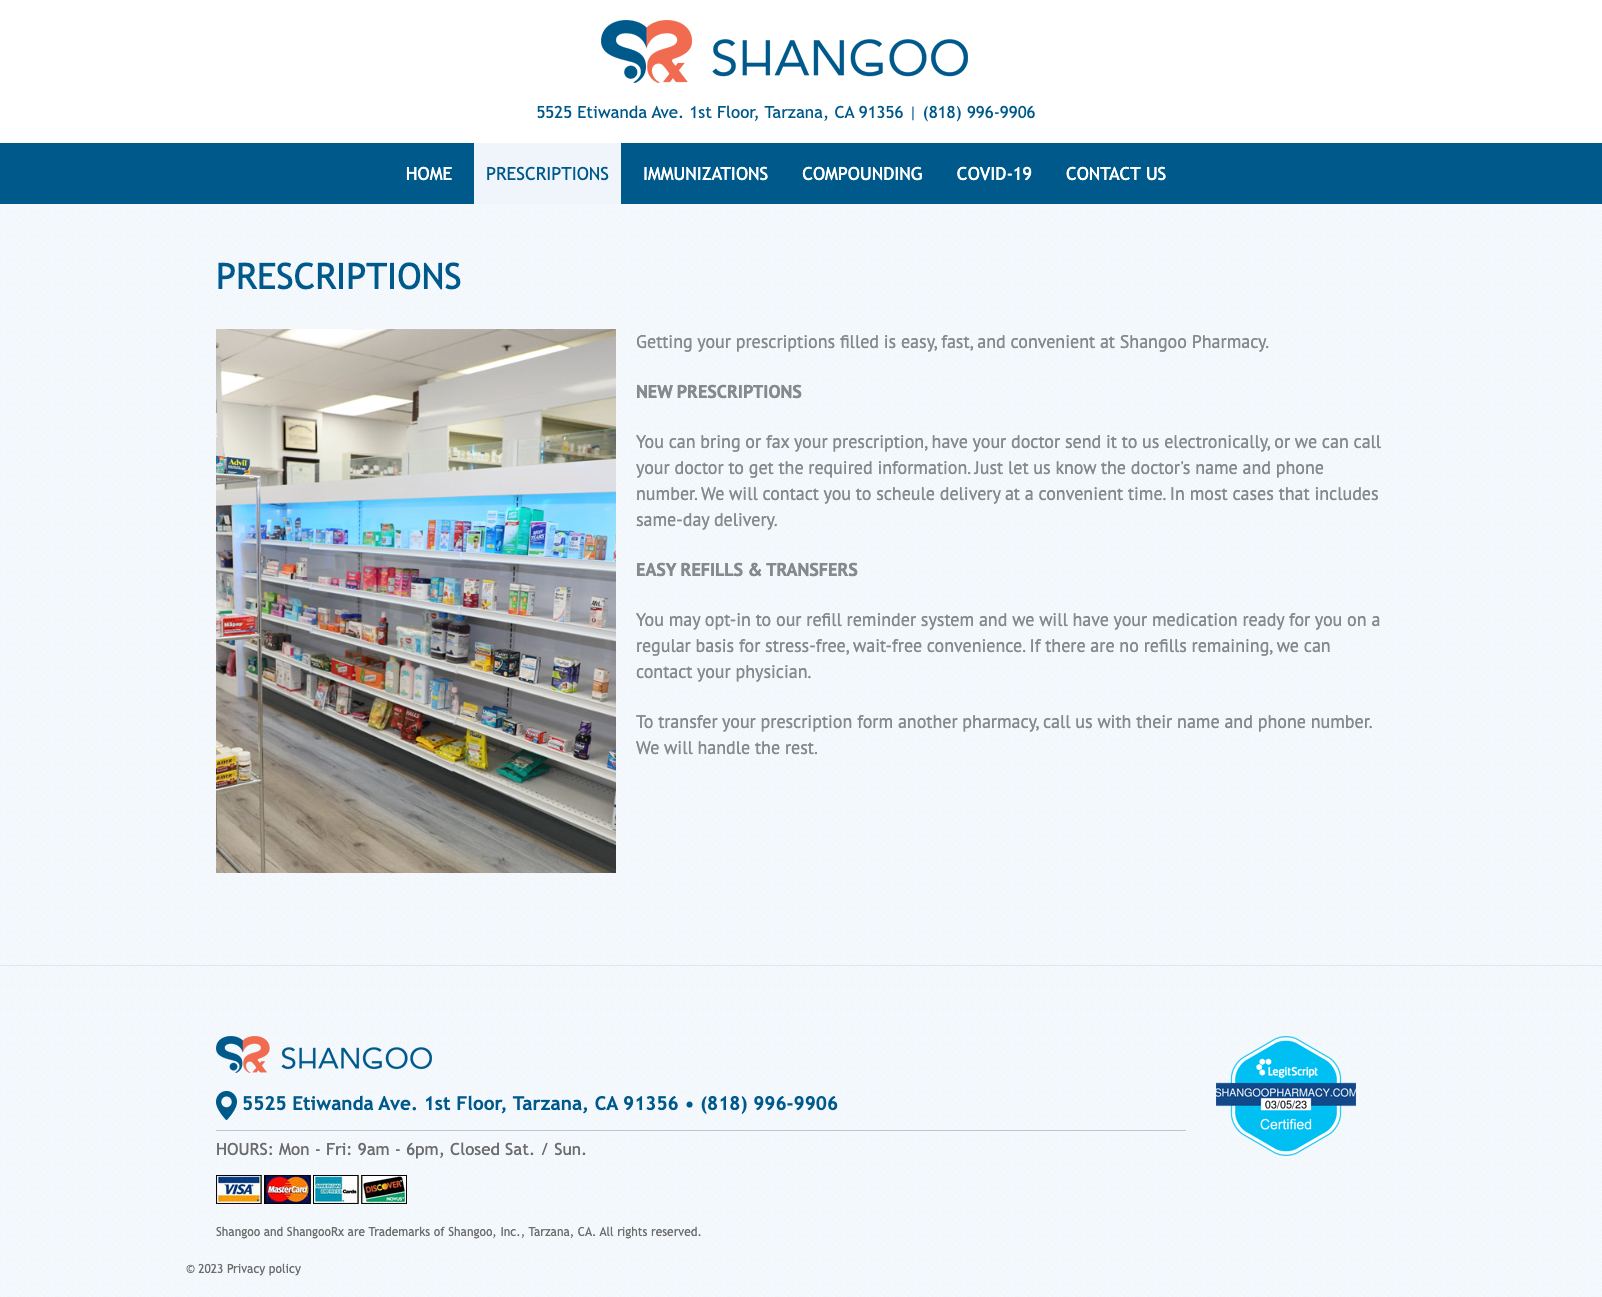 SHANGOO
5525 Etiwanda Ave. 1st Floor, Tarzana, CA 91356 | (818) 996-9906
HOME PRESCRIPTIONS IMMUNIZATIONS COMPOUNDING COVID-19 CONTACT US
PRESCRIPTIONS
Advil
Getting your prescriptions filled is easy, fast, and convenient at Shangoo Pharmacy.
NEW PRESCRIPTIONS
You can bring or fax your prescription, have your doctor send it to us electronically, or we can call
your doctor to get the required information. Just let us know the doctor's name and phone
number. We will contact you to scheule delivery at a convenient time. In most cases that includes
same-day delivery.
EASY REFILLS & TRANSFERS
You may opt-in to our refill reminder system and we will have your medication ready for you on a
regular basis for stress-free, wait-free convenience. If there are no refills remaining, we can
contact your physician.
To transfer your prescription form another pharmacy, call us with their name and phone number.
We will handle the rest.
SHANGOO
5525 Etiwanda Ave. 1st Floor, Tarzana, CA 91356 • (818) 996-9906
HOURS: Mon - Fri: 9am - 6pm, Closed Sat. / Sun.
VISA MasterCard AMERICAN EXPRESS Cards DISCOVER NOVUS
Shangoo and ShangooRx are Trademarks of Shangoo, Inc., Tarzana, CA. All rights reserved.
© 2023 Privacy policy
LegitScript
SHANGOOPHARMACY.COM
03/05/23
Certified